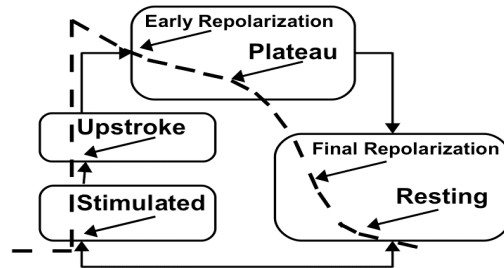 Early Repolarization
Plateau
Upstroke
Stimulated
Final Repolarization
Resting